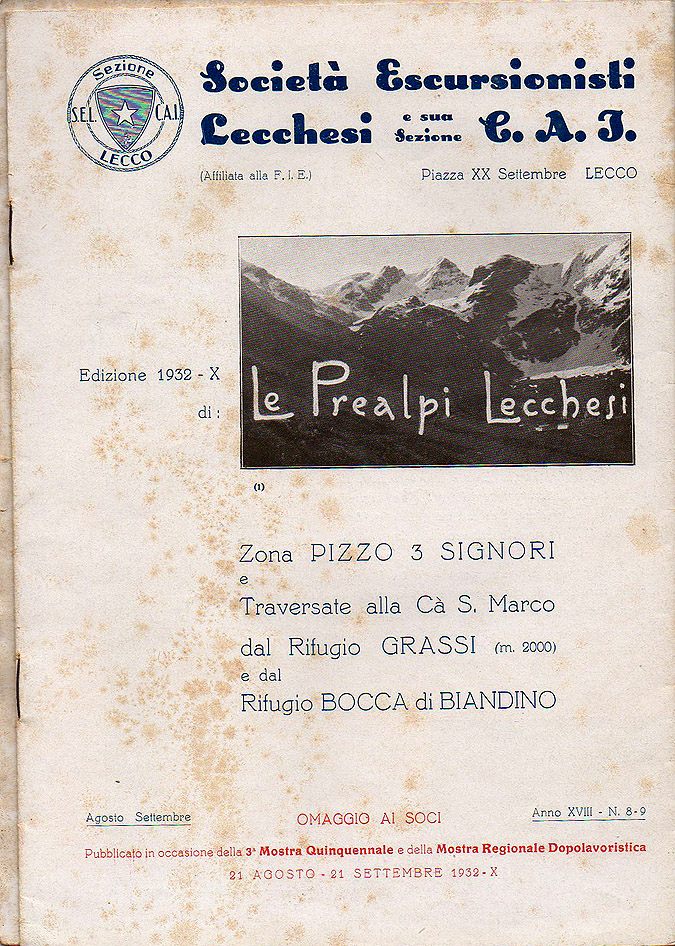 Sezione
S.E.L. C.A.I.
LECCO
Società Escursionisti
Lecchesi e sua Sezione C. A. I.
(Affiliata alla F. I. E.)
Piazza XX Settembre LECCO
Edizione 1932 - X
di :
Le Prealpi Lecchesi
(1)
Zona PIZZO 3 SIGNORI
e
Traversate alla Cà S. Marco
dal Rifugio GRASSI (m. 2000)
e dal
Rifugio BOCCA di BIANDINO
Agosto Settembre
OMAGGIO AI SOCI
Anno XVIII - N. 8-9
Pubblicato in occasione della 3ª Mostra Quinquennale e della Mostra Regionale Dopolavoristica
21 AGOSTO - 21 SETTEMBRE 1932-X